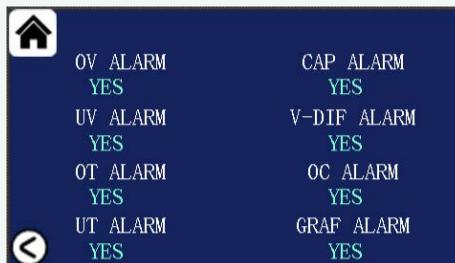 OV ALARM
YES
CAP ALARM
YES
UV ALARM
YES
V-DIF ALARM
YES
OT ALARM
YES
OC ALARM
YES
UT ALARM
YES
GRAF ALARM
YES